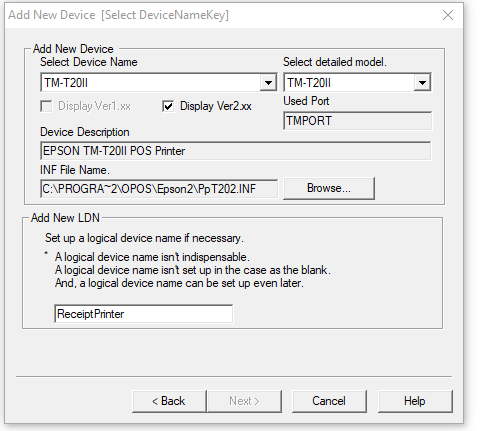 Add New Device [Select DeviceNameKey]
Add New Device
Select Device Name
Select detailed model.
TM-T20II
TM-T20II
Display Ver1.xx
Display Ver2.xx
Used Port
TMPORT
Device Description
EPSON TM-T20II POS Printer
INF File Name.
C:\PROGRA~2\OPOS\Epson2\PpT202.INF
Browse...
Add New LDN
Set up a logical device name if necessary.
* A logical device name isn't indispensable.
A logical device name isn't set up in the case as the blank.
And, a logical device name can be set up even later.
ReceiptPrinter
< Back
Next >
Cancel
Help